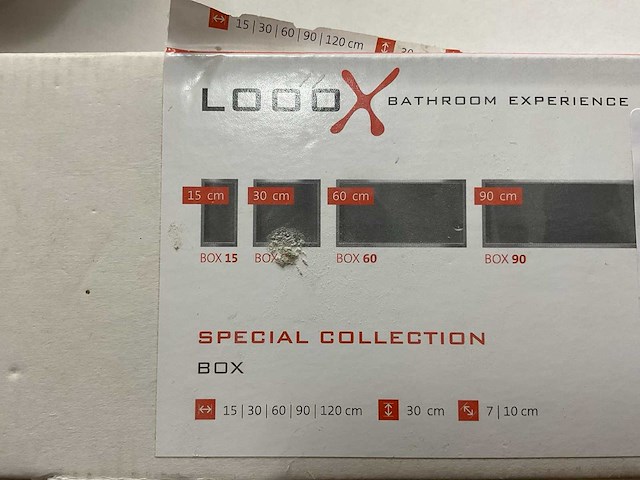 15 | 30 | 60 | 90 | 120 cm
LOOOX BATHROOM EXPERIENCE
15 cm 30 cm 60 cm 90 cm
BOX 15 BOX 60 BOX 90
SPECIAL COLLECTION
BOX
15 | 30 | 60 | 90 | 120 cm 30 cm 7 | 10 cm